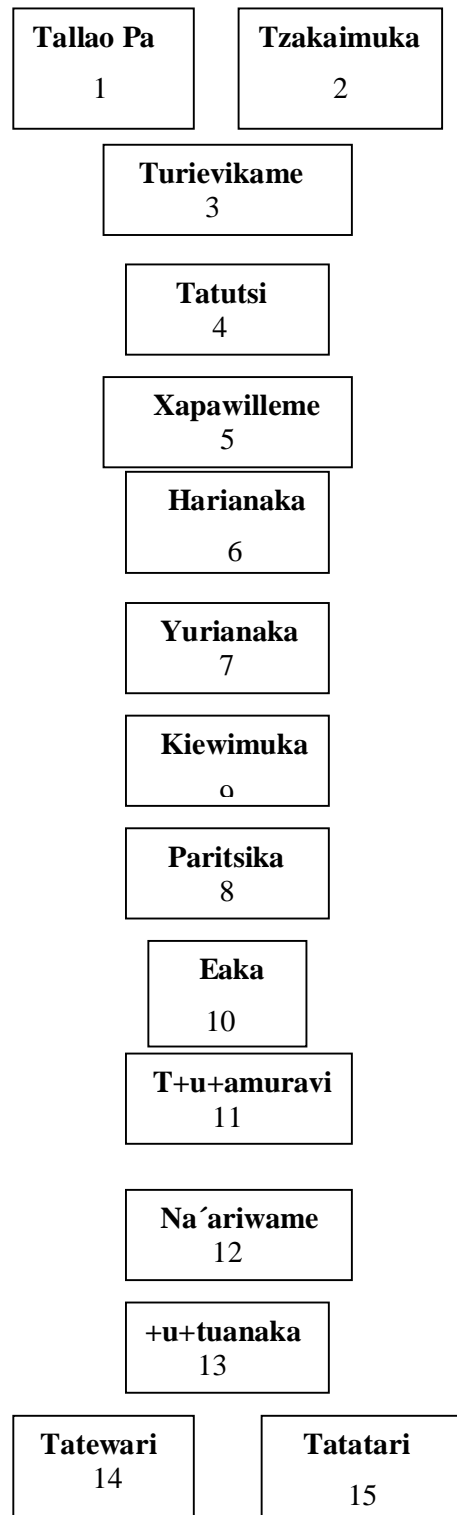 Tallao Pa
1
Tzakaimuka
2
Turievikame
3
Tatutsi
4
Xapawilleme
5
Harianaka
6
Yurianaka
7
Kiewimuka
9
Paritsika
8
Eaka
10
T+u+amuravi
11
Na´ariwame
12
+u+tuanaka
13
Tatewari
14
Tatatari
15